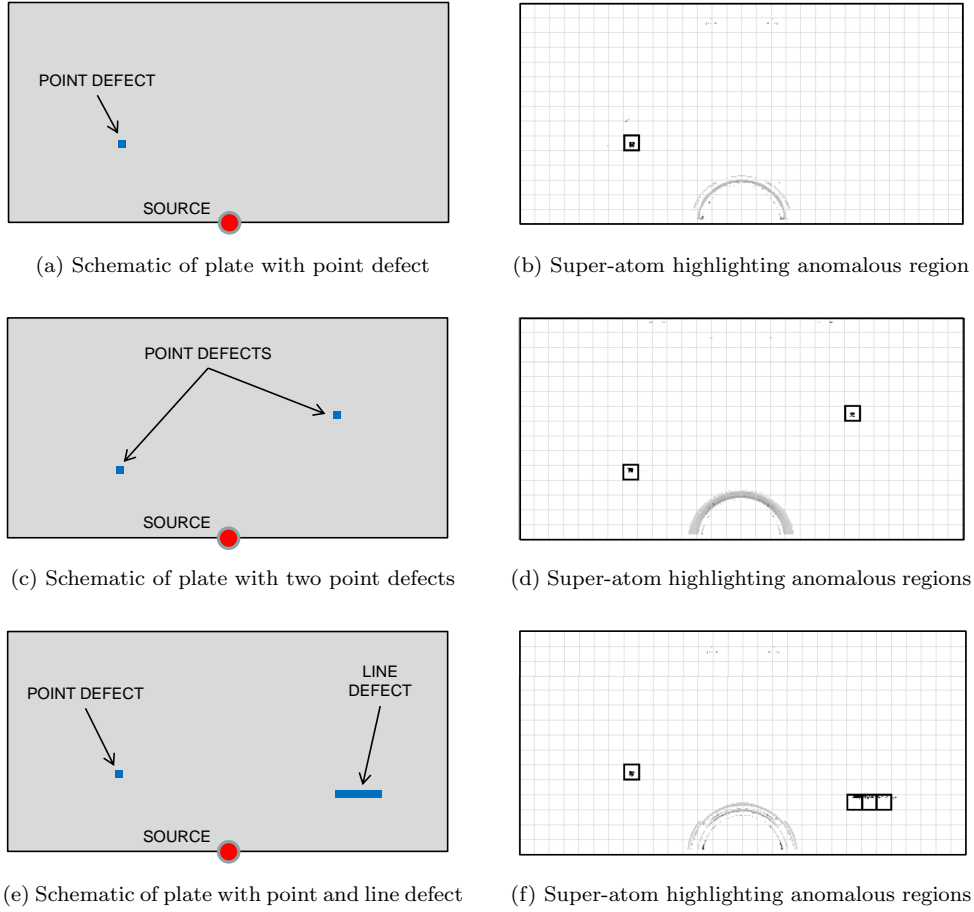 POINT DEFECT
SOURCE
(a) Schematic of plate with point defect
(b) Super-atom highlighting anomalous region
POINT DEFECTS
SOURCE
(c) Schematic of plate with two point defects
(d) Super-atom highlighting anomalous regions
LINE
DEFECT
POINT DEFECT
SOURCE
(e) Schematic of plate with point and line defect
(f) Super-atom highlighting anomalous regions